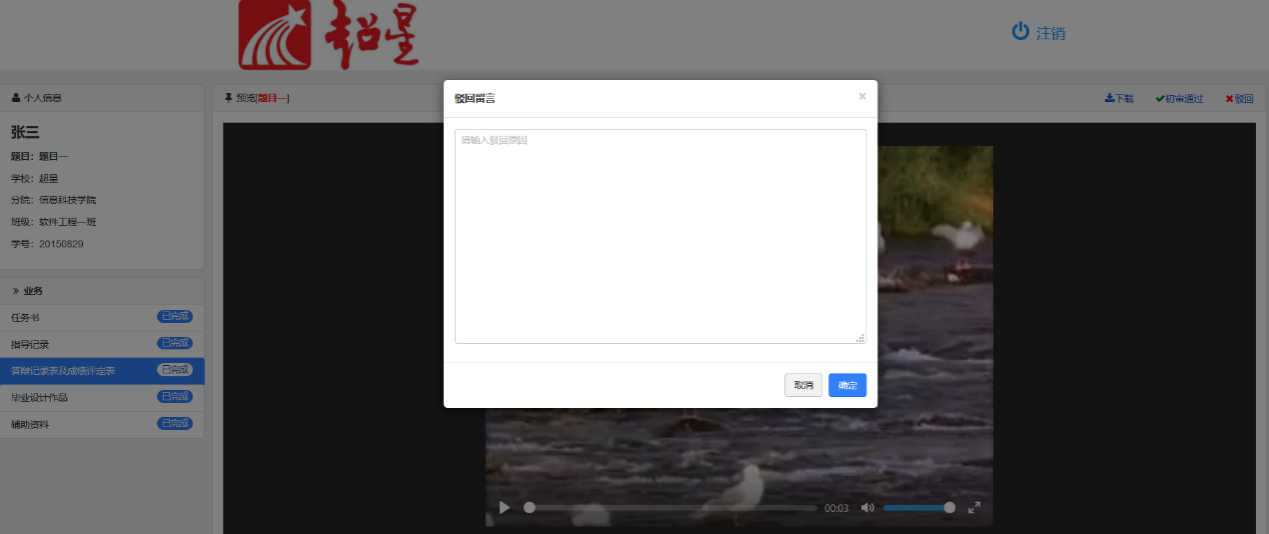 超星
注销
个人信息
预览[题目一]
下载
初审通过
驳回
张三
题目：题目一
学校：超星
分院：信息科技学院
班级：软件工程一班
学号：20150829
业务
任务书 已完成
指导记录 已完成
答辩记录表及成绩评定表 已完成
毕业设计作品 已完成
辅助资料 已完成
驳回留言
×
请输入驳回原因
取消
确定
00:03